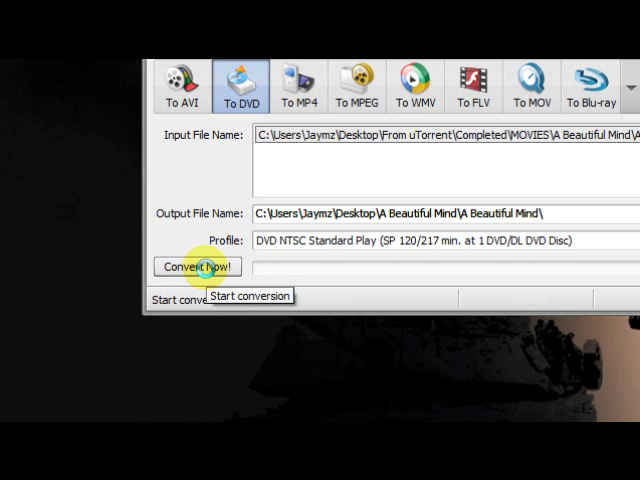 To AVI To DVD To MP4 To MPEG To WMV To FLV To MOV To Blu-ray
Input File Name: C:\Users\Jaymz\Desktop\From uTorrent\Completed\MOVIES\A Beautiful Mind\A
Output File Name: C:\Users\Jaymz\Desktop\A Beautiful Mind\A Beautiful Mind\
Profile: DVD NTSC Standard Play (SP 120/217 min. at 1 DVD/DL DVD Disc)
Convert Now!
Start conversion
Start conve